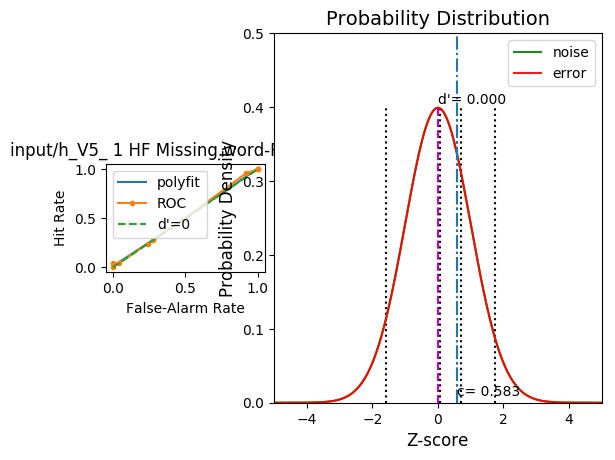 Probability Distribution
input/h_V5_ 1 HF Missing word-
Hit Rate
1.0
0.5
0.0
polyfit
ROC
d'=0
0.0
0.5
1.0
False-Alarm Rate
Probability Density
0.5
0.4
0.3
0.2
0.1
0.0
noise
error
d'= 0.000
c= 0.583
−4
−2
0
2
4
Z-score